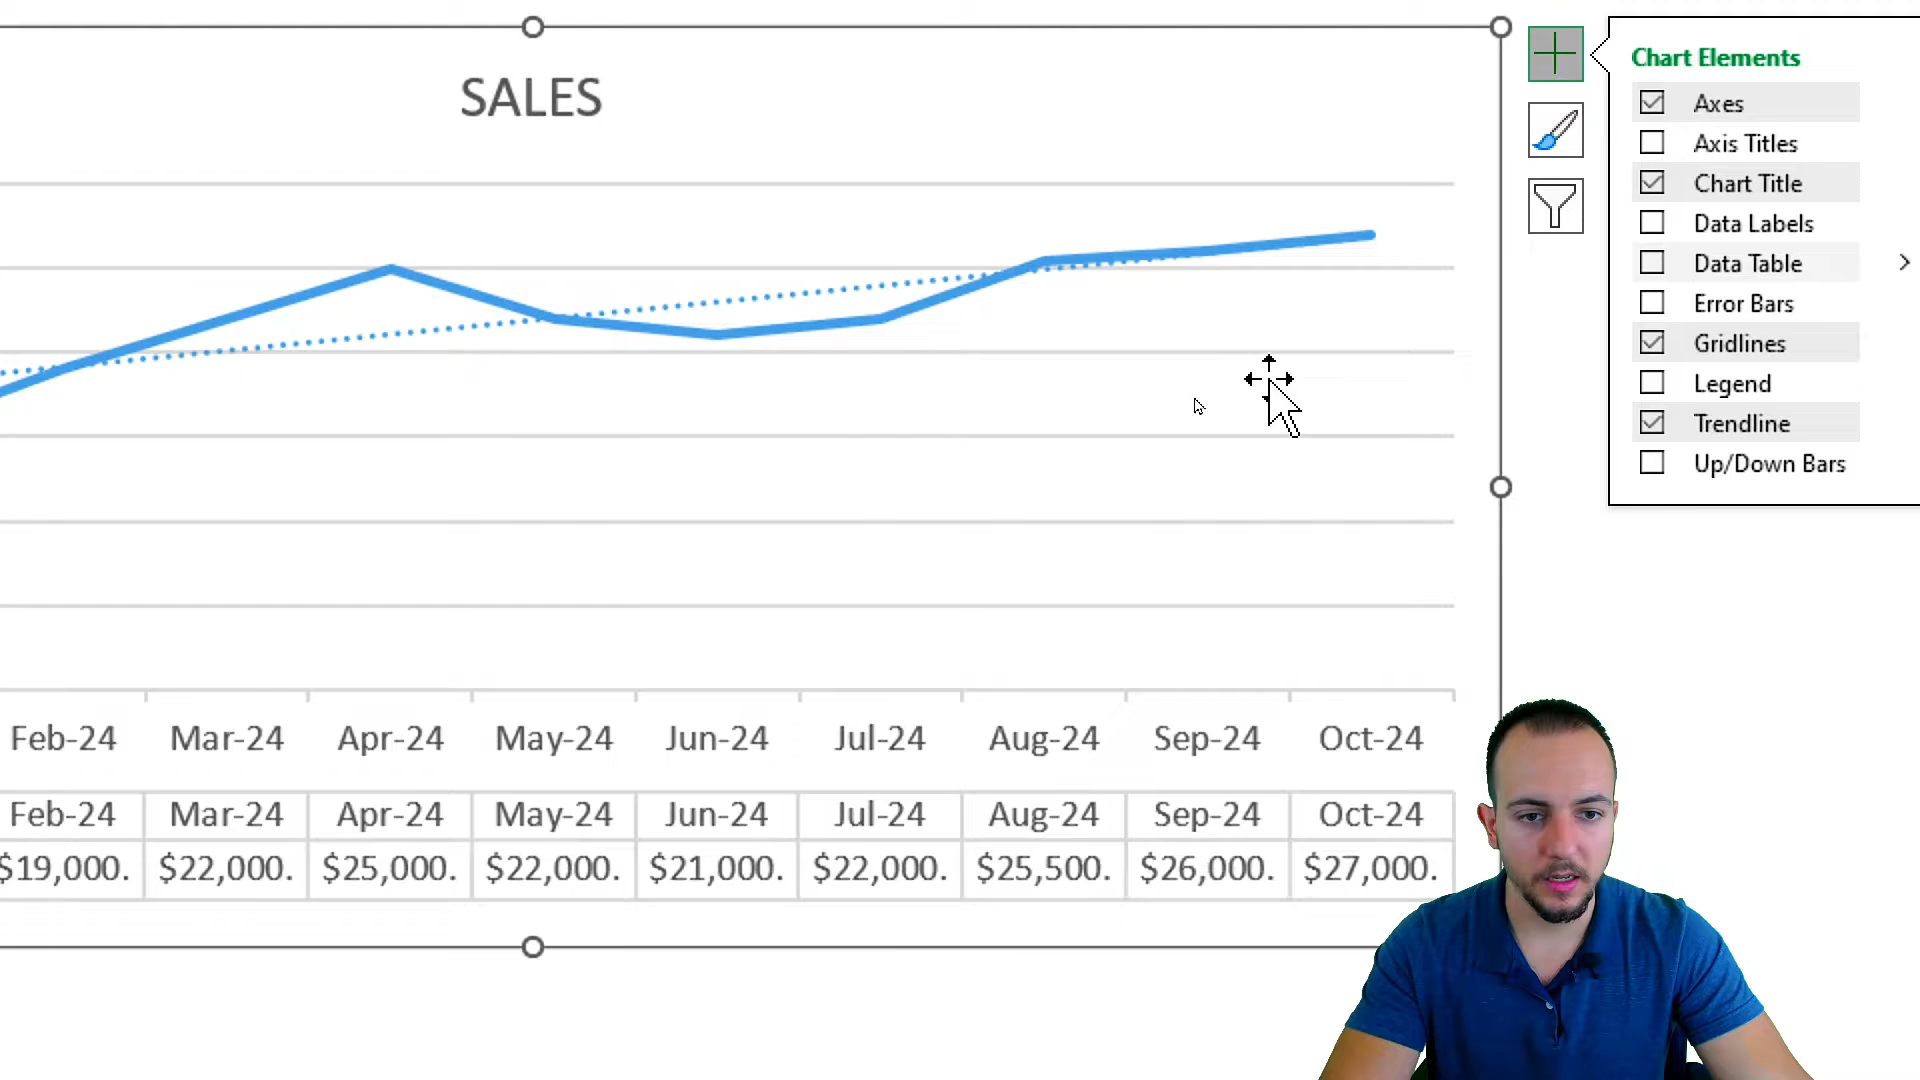 SALES
Feb-24 Mar-24 Apr-24 May-24 Jun-24 Jul-24 Aug-24 Sep-24 Oct-24
Feb-24 Mar-24 Apr-24 May-24 Jun-24 Jul-24 Aug-24 Sep-24 Oct-24
$19,000. $22,000. $25,000. $22,000. $21,000. $22,000. $25,500. $26,000. $27,000.
Chart Elements
Axes
Axis Titles
Chart Title
Data Labels
Data Table
Error Bars
Gridlines
Legend
Trendline
Up/Down Bars